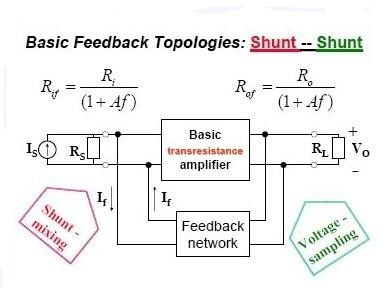 Basic Feedback Topologies: Shunt -- Shunt
Rif = Ri / (1 + Af)
Rof = Ro / (1 + Af)
Basic
transresistance
amplifier
IS
RS
RL
+
Vo
-
If
If
Feedback
network
Shunt -
mixing
Voltage -
sampling